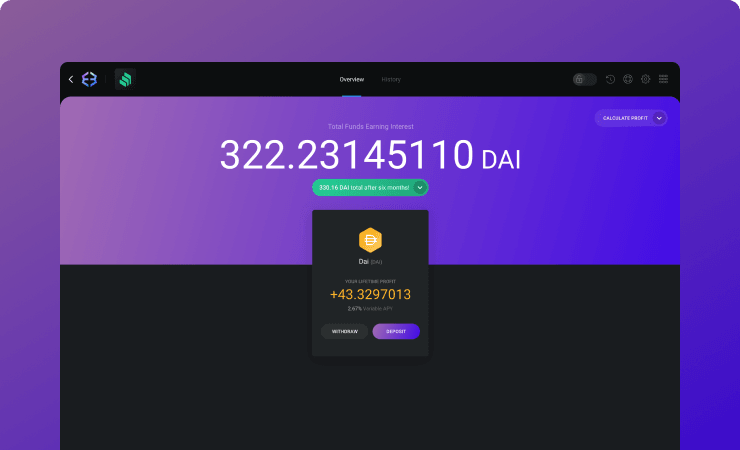 Overview History
CALCULATE PROFIT
Total Funds Earning Interest
322.23145110 DAI
330.16 DAI total after six months!
Dai (DAI)
YOUR LIFETIME PROFIT
+43.3297013
2.67% Variable APY
WITHDRAW DEPOSIT